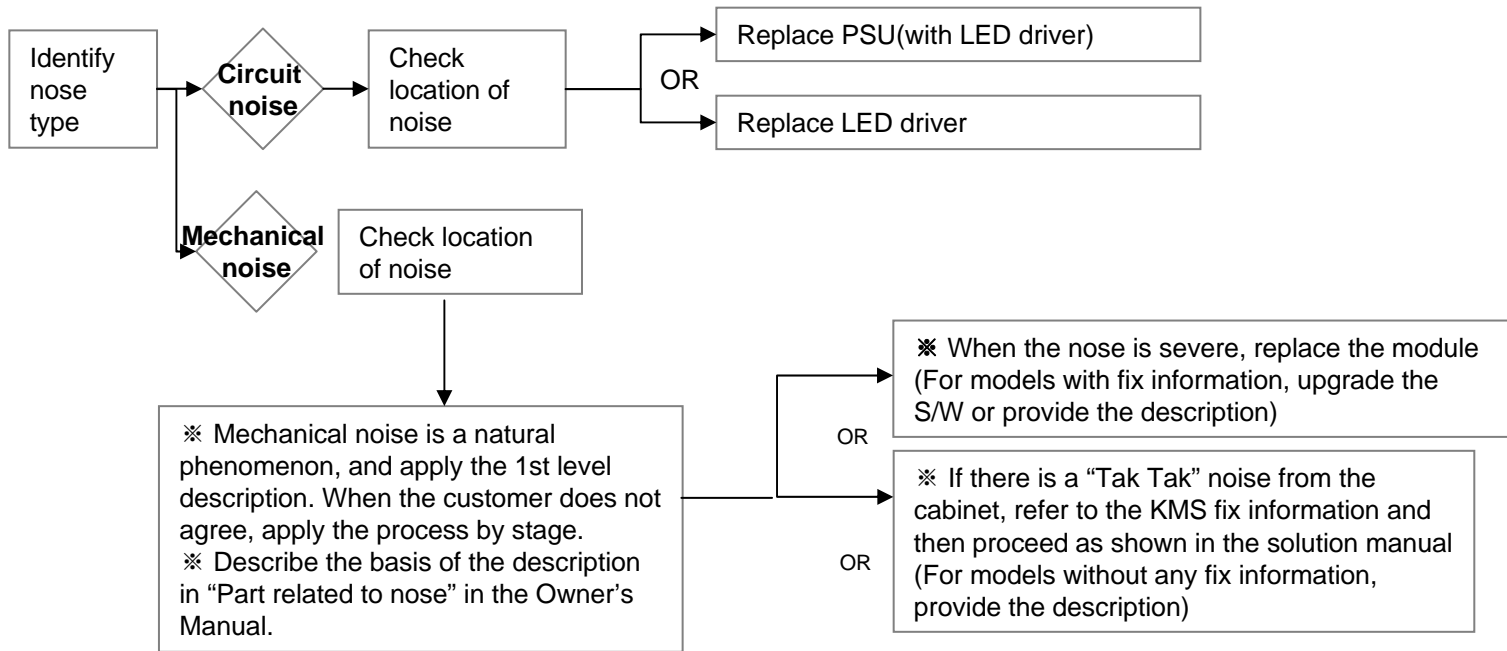 Identify
nose
type
Circuit
noise
Check
location of
noise
Replace PSU(with LED driver)
OR
Replace LED driver
Mechanical
noise
Check location
of noise
※ Mechanical noise is a natural
phenomenon, and apply the 1st level
description. When the customer does not
agree, apply the process by stage.
※ Describe the basis of the description
in “Part related to nose” in the Owner’s
Manual.
※ When the nose is severe, replace the module
(For models with fix information, upgrade the
S/W or provide the description)
OR
※ If there is a “Tak Tak” noise from the
cabinet, refer to the KMS fix information and
then proceed as shown in the solution manual
(For models without any fix information,
provide the description)
OR